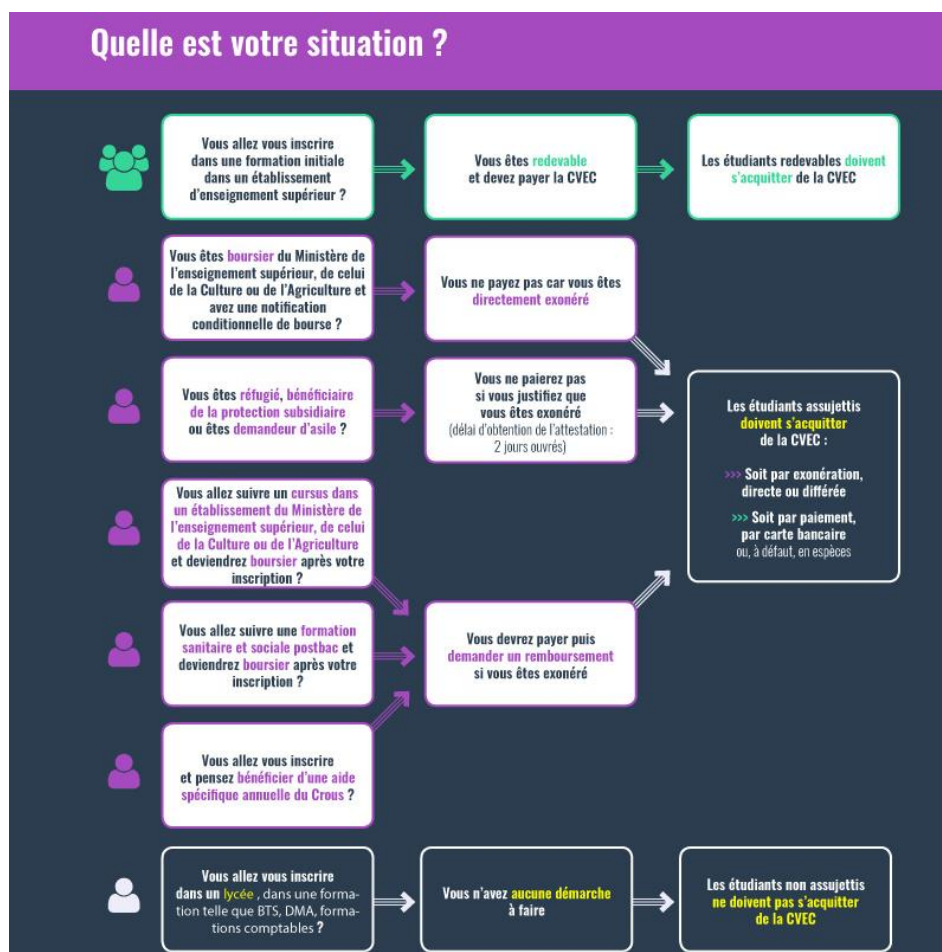 Quelle est votre situation ?
Vous allez vous inscrire
dans une formation initiale
dans un établissement
d'enseignement supérieur ?
Vous êtes redevable
et devez payer la CVEC
Les étudiants redevables doivent
s'acquitter de la CVEC
Vous êtes boursier du Ministère de
l'enseignement supérieur, de celui
de la Culture ou de l'Agriculture et
avez une notification
conditionnelle de bourse ?
Vous ne payez pas car vous êtes
directement exonéré
Vous êtes réfugié, bénéficiaire
de la protection subsidiaire
ou êtes demandeur d'asile ?
Vous ne paierez pas
si vous justifiez que
vous êtes exonéré
(délai d'obtention de l'attestation :
2 jours ouvrés)
Les étudiants assujettis
doivent s'acquitter
de la CVEC :
>>> Soit par exonération,
directe ou différée
>>> Soit par paiement,
par carte bancaire
ou, à défaut, en espèces
Vous allez suivre un cursus dans
un établissement du Ministère de
l'enseignement supérieur, de celui
de la Culture ou de l'Agriculture
et deviendrez boursier après votre
inscription ?
Vous allez suivre une formation
sanitaire et sociale postbac et
deviendrez boursier après votre
inscription ?
Vous devrez payer puis
demander un remboursement
si vous êtes exonéré
Vous allez vous inscrire
et pensez bénéficier d'une aide
spécifique annuelle du Crous ?
Vous allez vous inscrire
dans un lycée , dans une forma-
tion telle que BTS, DMA, forma-
tions comptables ?
Vous n'avez aucune démarche
à faire
Les étudiants non assujettis
ne doivent pas s'acquitter
de la CVEC